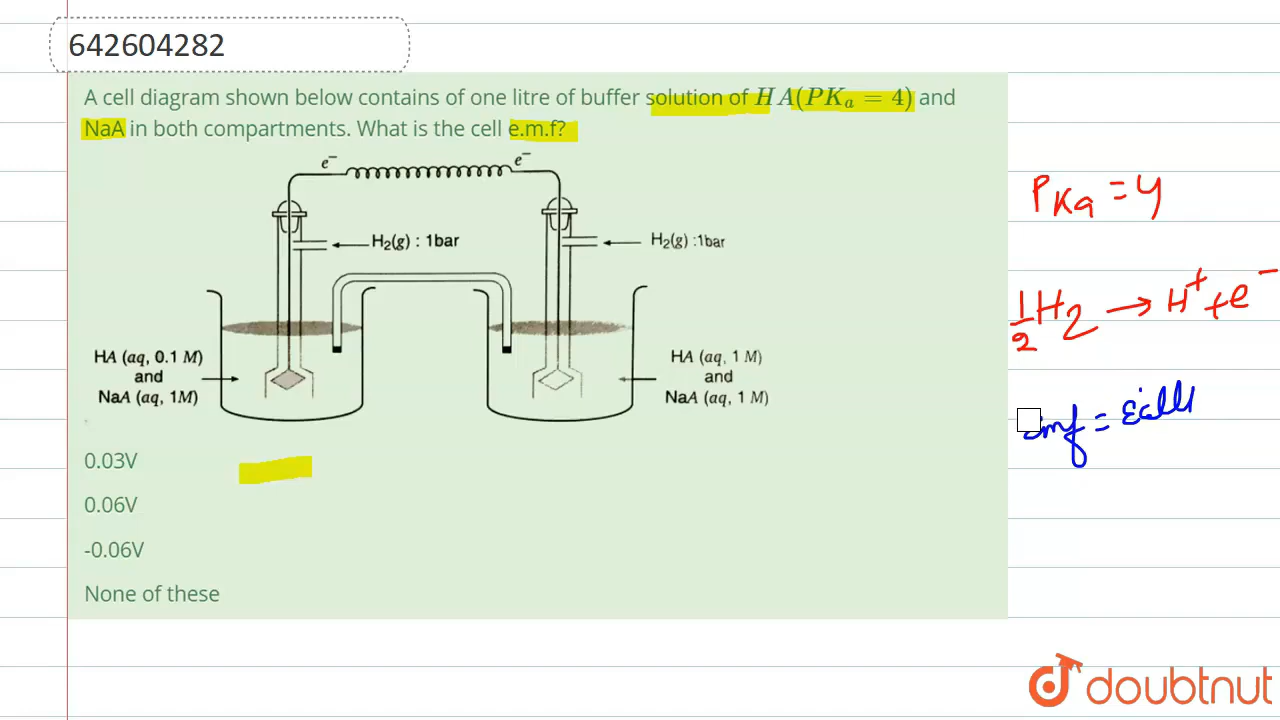 642604282
A cell diagram shown below contains of one litre of buffer solution of HA(PKₐ = 4) and
NaA in both compartments. What is the cell e.m.f?
e⁻ e⁻
H₂(g) : 1bar H₂(g) :1bar
HA (aq, 0.1 M)
and
NaA (aq, 1M)
HA (aq, 1 M)
and
NaA (aq, 1 M)
0.03V
0.06V
-0.06V
None of these
PKa = 4
1/2 H2 → H⁺ + e⁻
emf =
doubtnut